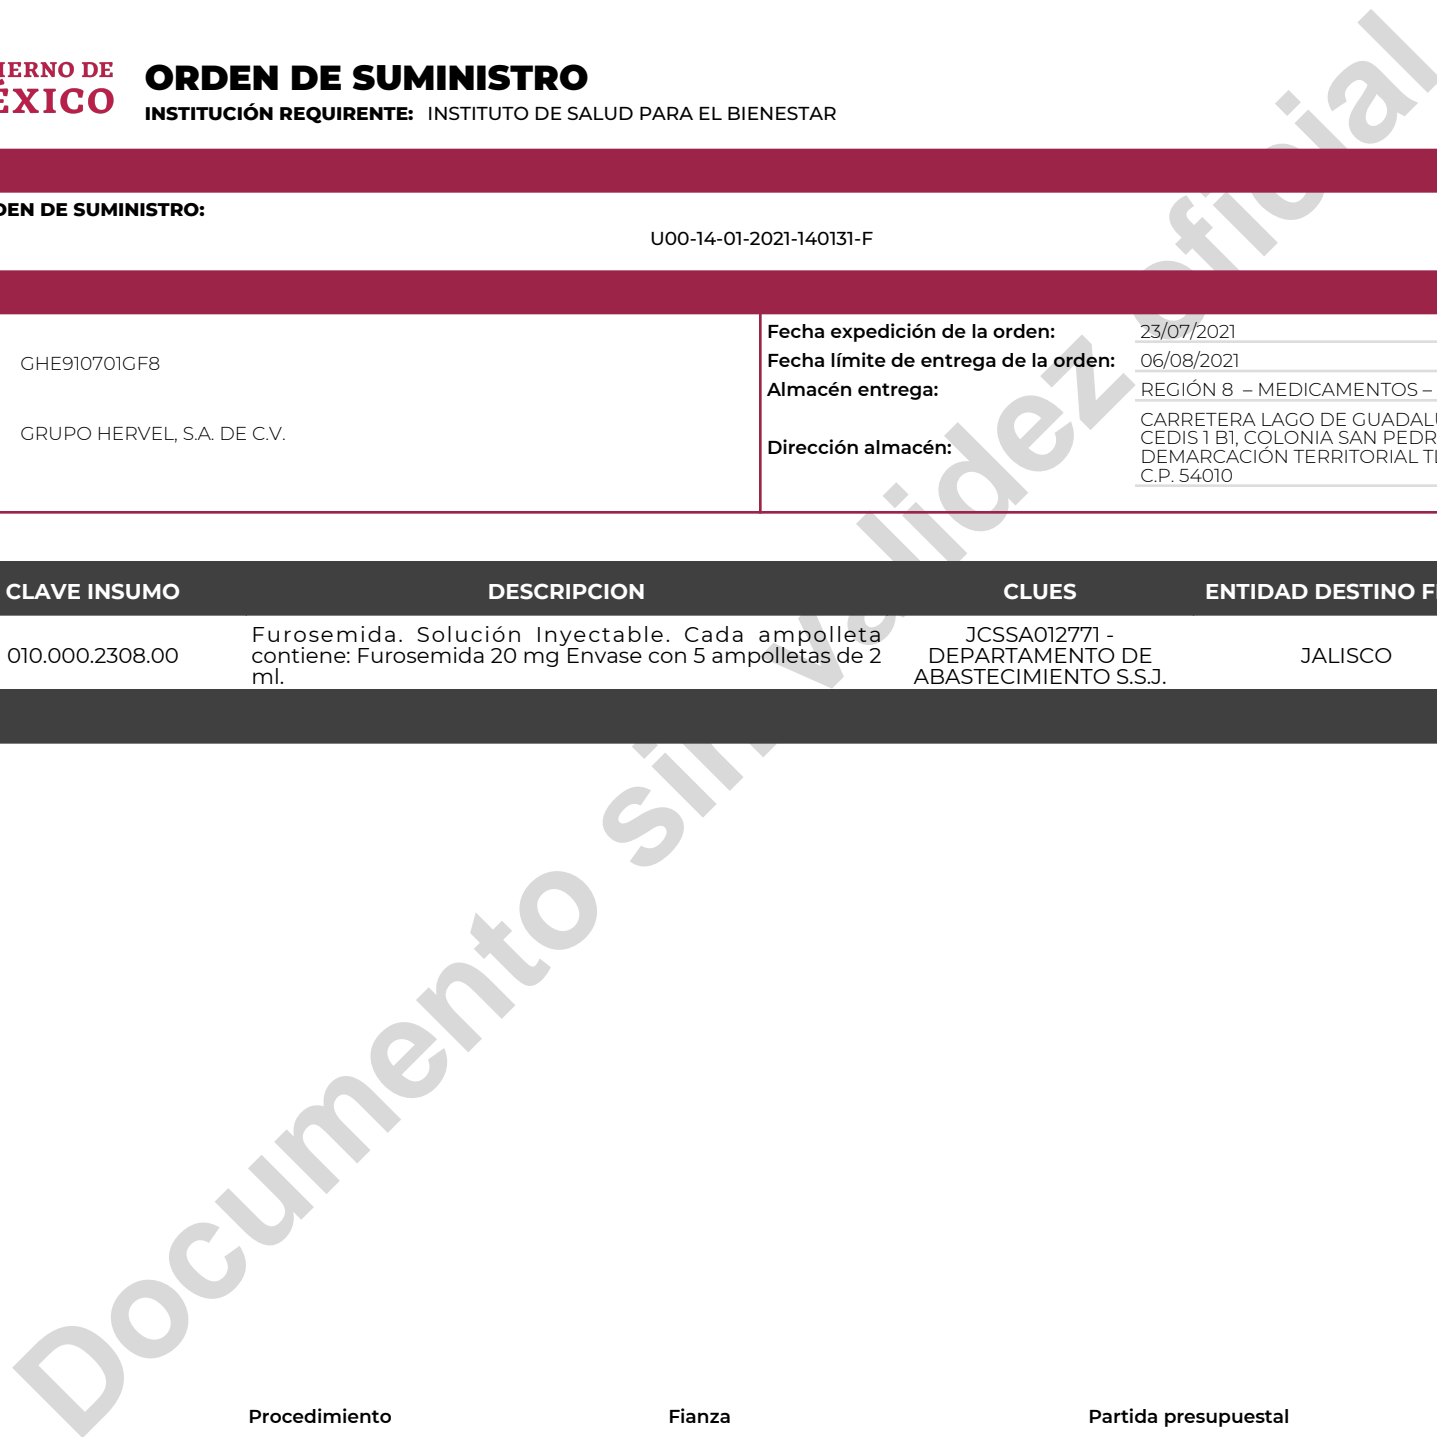 IERNO DE
ÉXICO
ORDEN DE SUMINISTRO
INSTITUCIÓN REQUIRENTE: INSTITUTO DE SALUD PARA EL BIENESTAR
DEN DE SUMINISTRO:
U00-14-01-2021-140131-F
GHE910701GF8
GRUPO HERVEL, S.A. DE C.V.
Fecha expedición de la orden: 23/07/2021
Fecha límite de entrega de la orden: 06/08/2021
Almacén entrega: REGIÓN 8 – MEDICAMENTOS –
Dirección almacén:
CARRETERA LAGO DE GUADALU
CEDIS 1 B1, COLONIA SAN PEDR
DEMARCACIÓN TERRITORIAL TL
C.P. 54010
CLAVE INSUMO DESCRIPCION CLUES ENTIDAD DESTINO FI
010.000.2308.00
Furosemida. Solución Inyectable. Cada ampolleta
contiene: Furosemida 20 mg Envase con 5 ampolletas de 2
ml.
JCSSA012771 -
DEPARTAMENTO DE
ABASTECIMIENTO S.S.J.
JALISCO
Documento sin validez oficial
Procedimiento Fianza Partida presupuestal